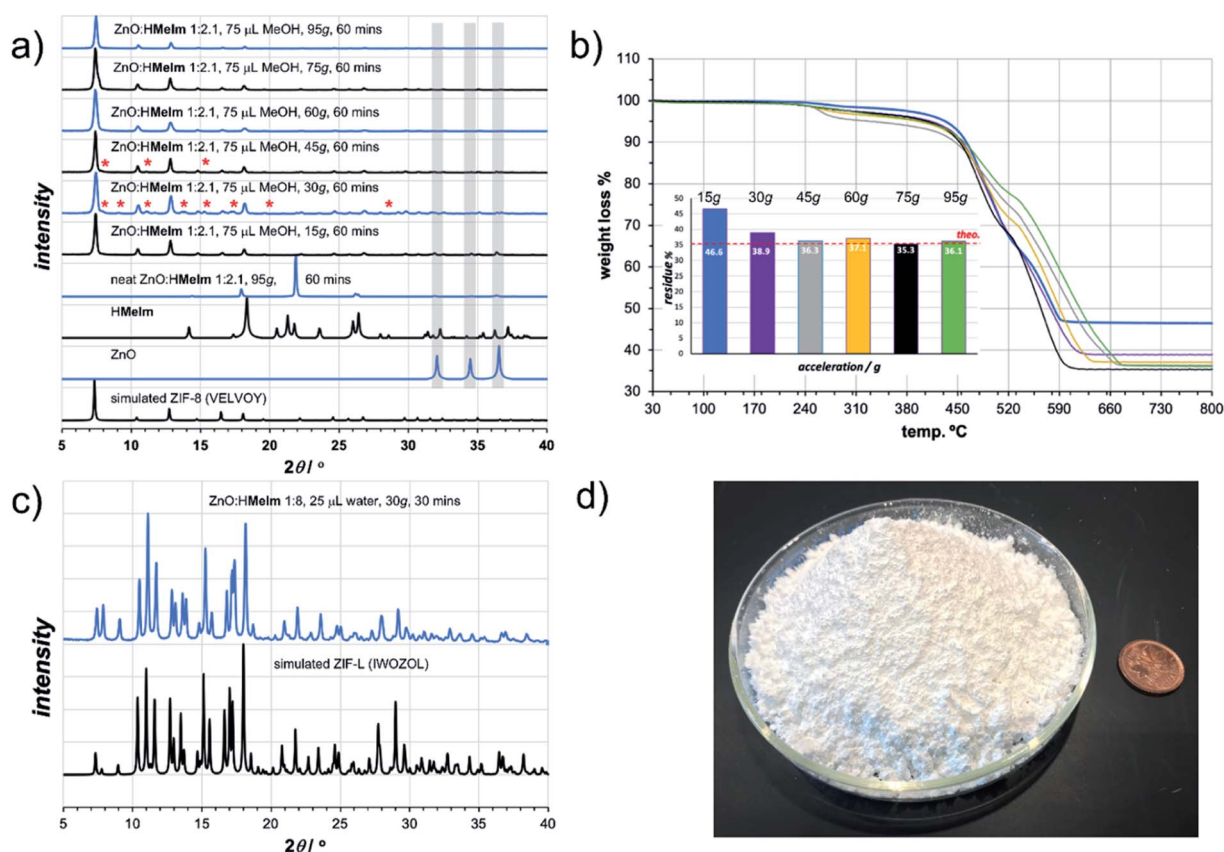 a)
ZnO:HMeIm 1:2.1, 75 μL MeOH, 95g, 60 mins
ZnO:HMeIm 1:2.1, 75 μL MeOH, 75g, 60 mins
ZnO:HMeIm 1:2.1, 75 μL MeOH, 60g, 60 mins
ZnO:HMeIm 1:2.1, 75 μL MeOH, 45g, 60 mins
* * *
ZnO:HMeIm 1:2.1, 75 μL MeOH, 30g, 60 mins
* * * * * * * *
ZnO:HMeIm 1:2.1, 75 μL MeOH, 15g, 60 mins
neat ZnO:HMeIm 1:2.1, 95g, 60 mins
HMeIm
ZnO
simulated ZIF-8 (VELVOY)
intensity
5 10 15 20 25 30 35 40
2θ/ °
b)
100
90
80
70
60
50
40
30
weight loss %
30 100 170 240 310 380 450 520 590 660 730 800
temp. ºC
15g 30g 45g 60g 75g 95g
50
45
40
35
30
25
20
15
10
5
0
residue %
theo.
46.6 38.9 36.3 37.1 35.3 36.1
acceleration / g
c)
ZnO:HMeIm 1:8, 25 μL water, 30g, 30 mins
simulated ZIF-L (IWOZOL)
intensity
5 10 15 20 25 30 35 40
2θ/ °
d)